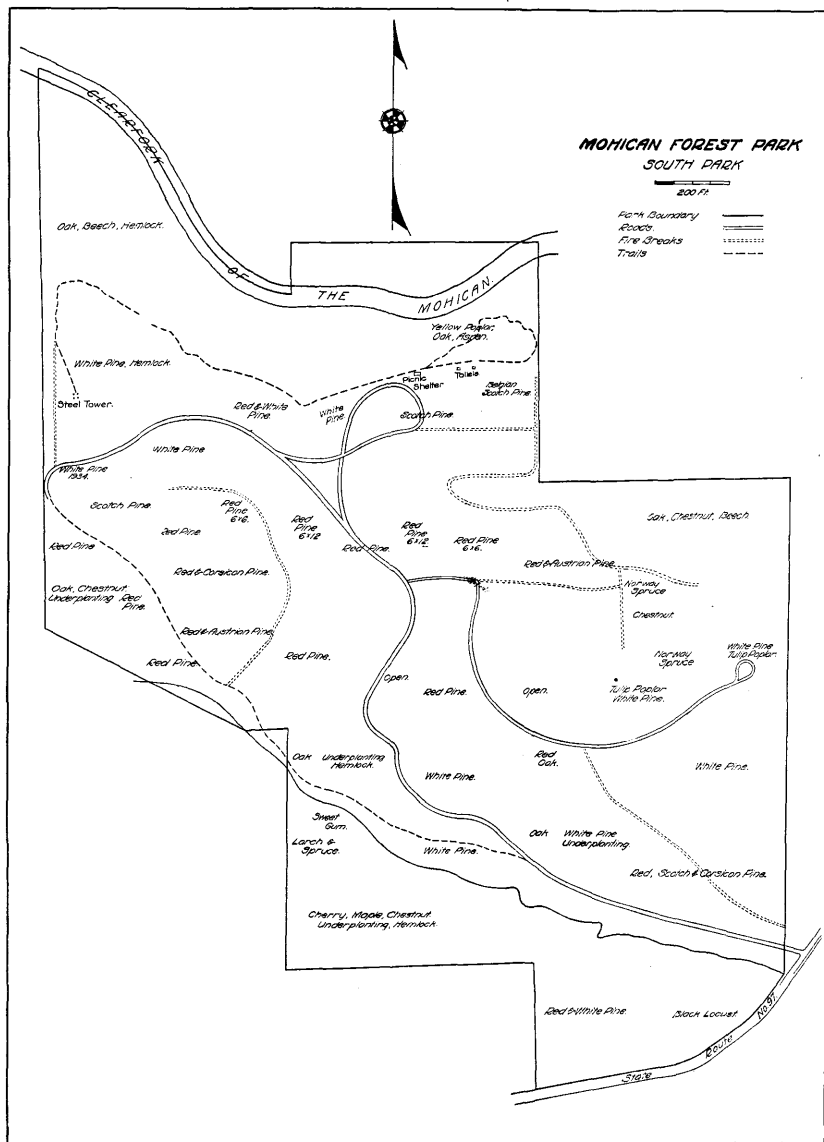 MOHICAN FOREST PARK
SOUTH PARK
200 Ft.
Park Boundary
Roads.
Fire Breaks
Trails
CLEARFORK
OF
THE
MOHICAN.
Oak, Beech, Hemlock.
Yellow Poplar,
Oak, Aspen.
White Pine, Hemlock.
Picnic
Shelter
Toilets
Belgian
Scotch Pine.
Steel Tower.
Red & White
Pine.
White
Pine
Scotch Pine.
White Pine
White Pine
1934.
Scotch Pine.
Red
Pine
6x6.
Red
Pine
6x12
Red
Pine
6x12
Red Pine
6x6.
Oak, Chestnut, Beech.
Red Pine
Red Pine.
Red Pine.
Red & Corsican Pine.
Red & Austrian Pine.
Norway
Spruce
Oak, Chestnut
Underplanting Red
Pine.
Chestnut.
Red & Austrian Pine
Red Pine.
Red Pine.
Norway
Spruce
White Pine
Tulip Poplar.
Open.
Red Pine.
Open.
Tulip Poplar
White Pine.
Oak Underplanting
Hemlock.
Red
Oak.
White Pine.
White Pine.
Sweet
Gum.
Larch &
Spruce.
White Pine.
Oak White Pine
Underplanting
Red, Scotch & Corsican Pine.
Cherry, Maple, Chestnut
Underplanting, Hemlock.
Red & White Pine.
Black Locust.
State Route No. 97.